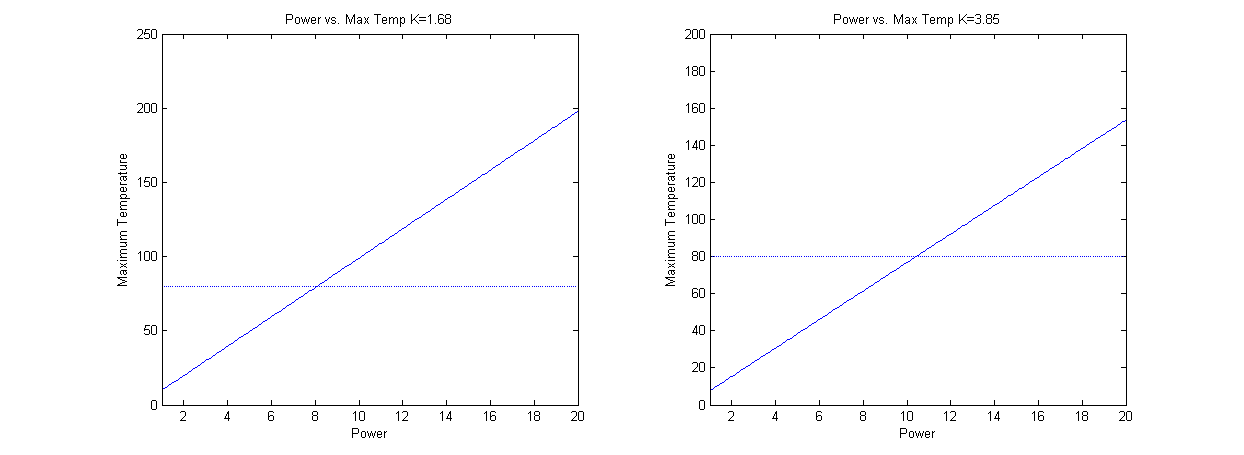 Power vs. Max Temp K=1.68
250
200
150
100
50
0
Maximum Temperature
2 4 6 8 10 12 14 16 18 20
Power
Power vs. Max Temp K=3.85
200
180
160
140
120
100
80
60
40
20
0
Maximum Temperature
2 4 6 8 10 12 14 16 18 20
Power